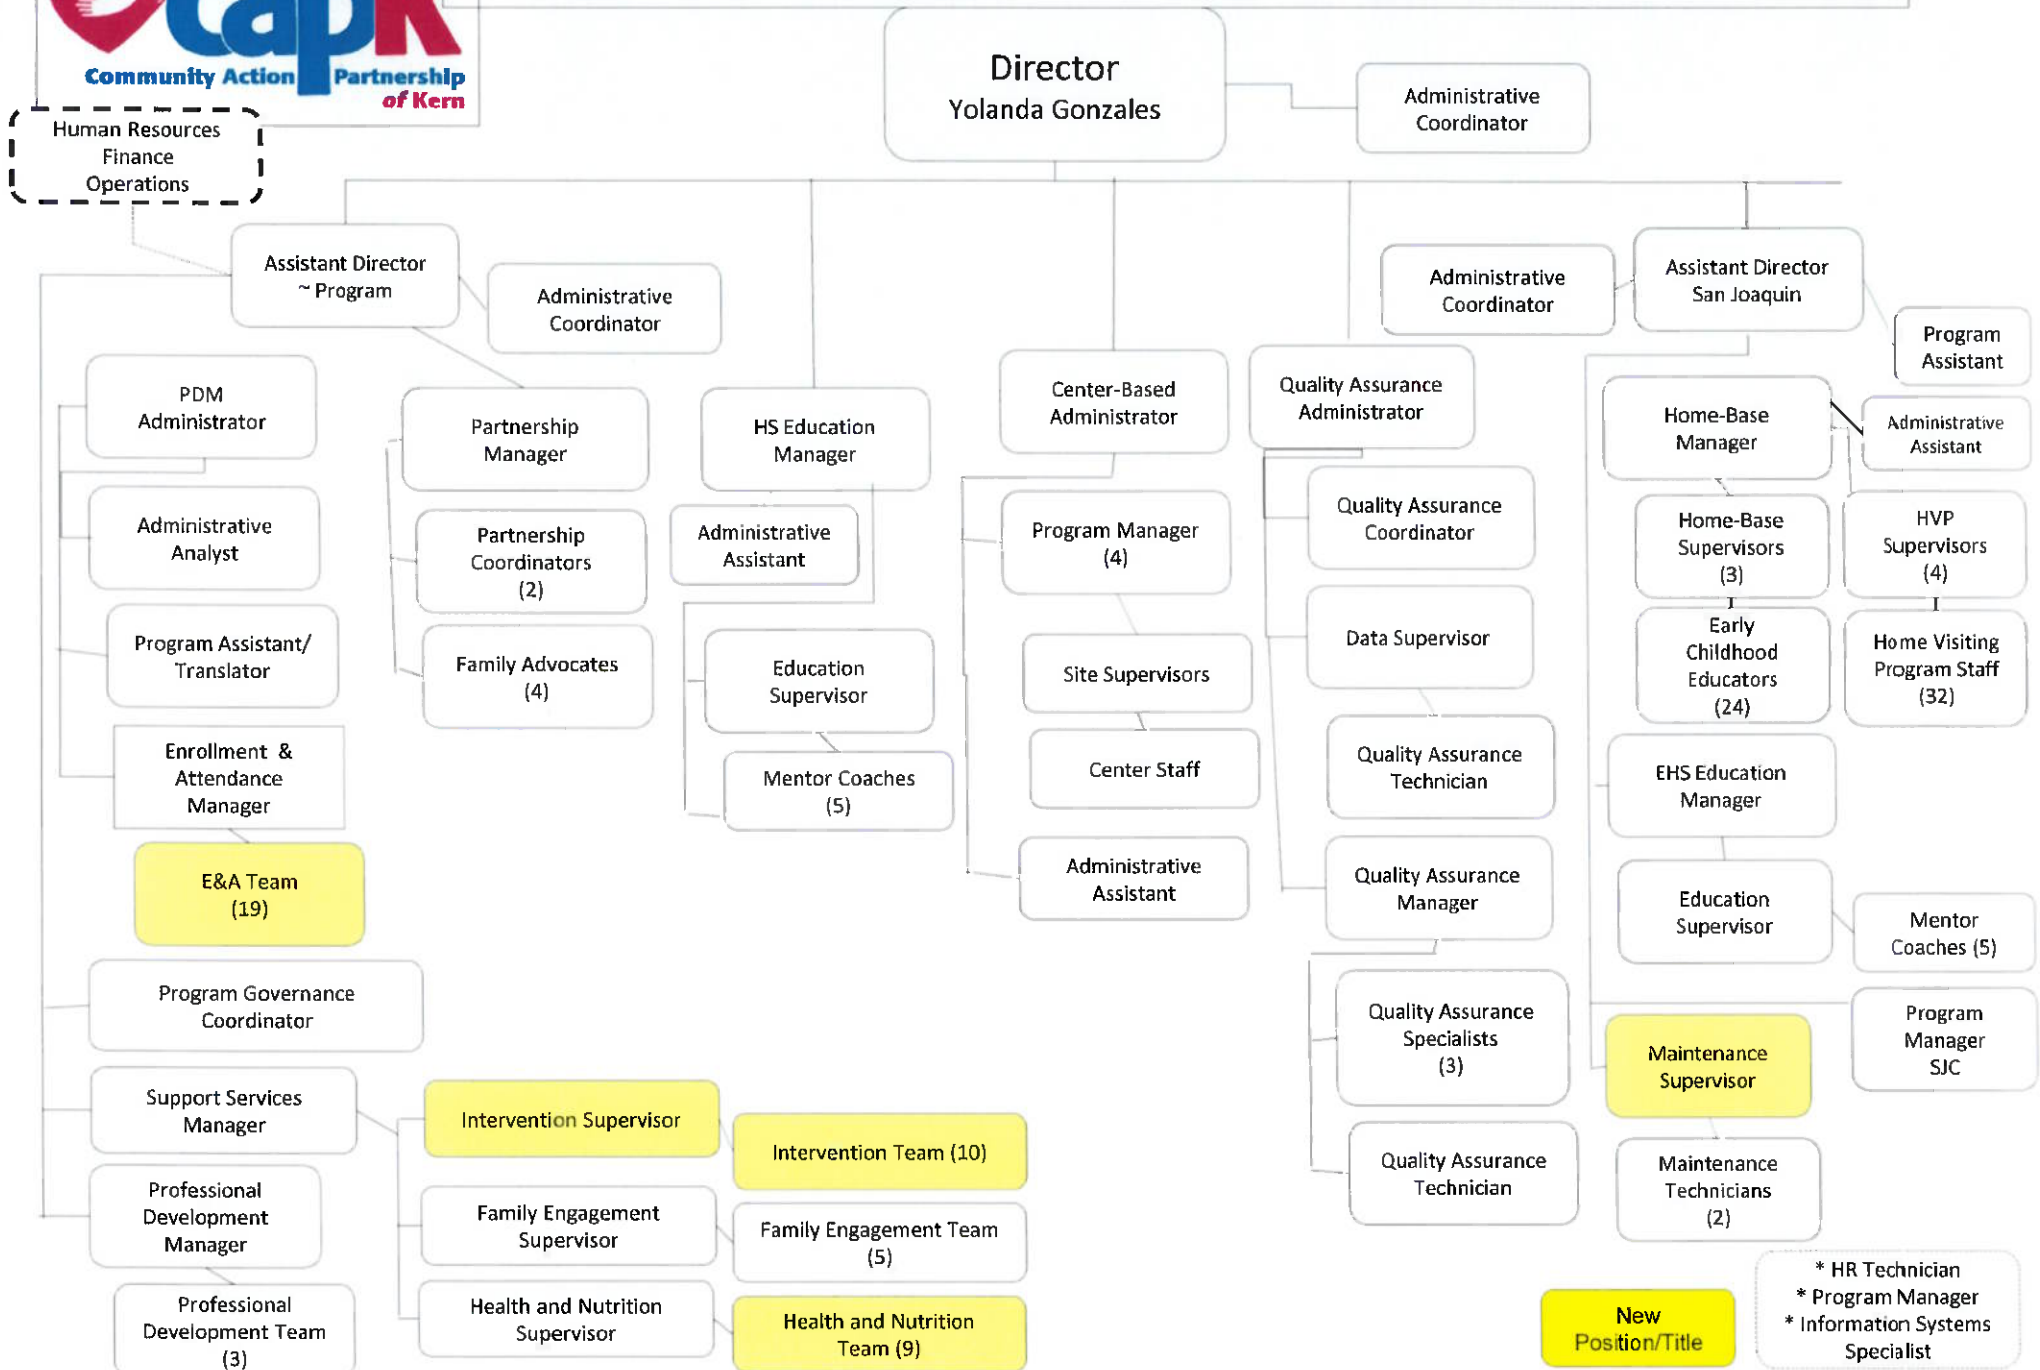 capk
Community Action Partnership
of Kern
Director
Yolanda Gonzales
Administrative
Coordinator
Human Resources
Finance
Operations
Assistant Director
~ Program
Administrative
Coordinator
Administrative
Coordinator
Assistant Director
San Joaquin
Program
Assistant
PDM
Administrator
Partnership
Manager
HS Education
Manager
Center-Based
Administrator
Quality Assurance
Administrator
Home-Base
Manager
Administrative
Assistant
Administrative
Analyst
Partnership
Coordinators
(2)
Administrative
Assistant
Program Manager
(4)
Quality Assurance
Coordinator
Home-Base
Supervisors
(3)
HVP
Supervisors
(4)
Program Assistant/
Translator
Family Advocates
(4)
Education
Supervisor
Site Supervisors
Data Supervisor
Early
Childhood
Educators
(24)
Home Visiting
Program Staff
(32)
Enrollment &
Attendance
Manager
Mentor Coaches
(5)
Center Staff
Quality Assurance
Technician
EHS Education
Manager
E&A Team
(19)
Administrative
Assistant
Quality Assurance
Manager
Education
Supervisor
Mentor
Coaches (5)
Program Governance
Coordinator
Quality Assurance
Specialists
(3)
Maintenance
Supervisor
Program
Manager
SJC
Support Services
Manager
Intervention Supervisor
Intervention Team (10)
Quality Assurance
Technician
Maintenance
Technicians
(2)
Professional
Development
Manager
Family Engagement
Supervisor
Family Engagement Team
(5)
Professional
Development Team
(3)
Health and Nutrition
Supervisor
Health and Nutrition
Team (9)
New
Position/Title
* HR Technician
* Program Manager
* Information Systems
Specialist